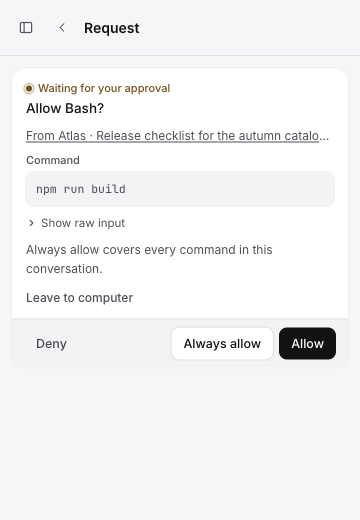 Request
Waiting for your approval
Allow Bash?
From Atlas · Release checklist for the autumn catalo...
Command
npm run build
Show raw input
Always allow covers every command in this
conversation.
Leave to computer
Deny
Always allow
Allow